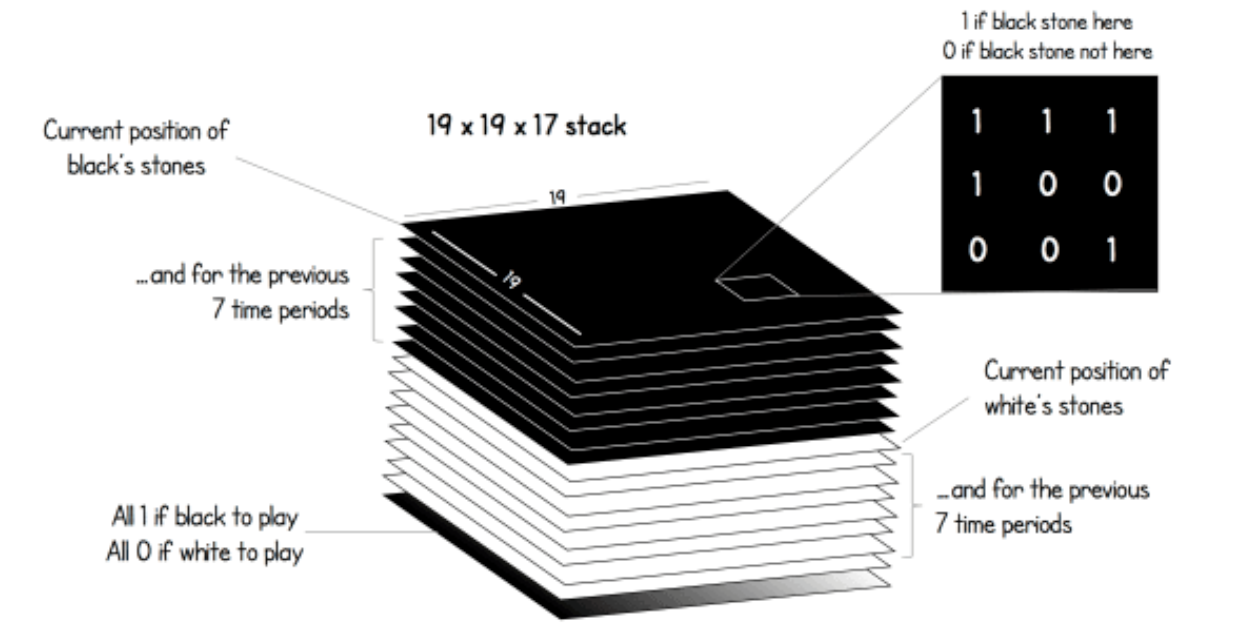 1 if black stone here
0 if black stone not here
1 1 1
1 0 0
0 0 1
Current position of
black's stones
19 x 19 x 17 stack
19
19
...and for the previous
7 time periods
Current position of
white's stones
...and for the previous
7 time periods
All 1 if black to play
All 0 if white to play